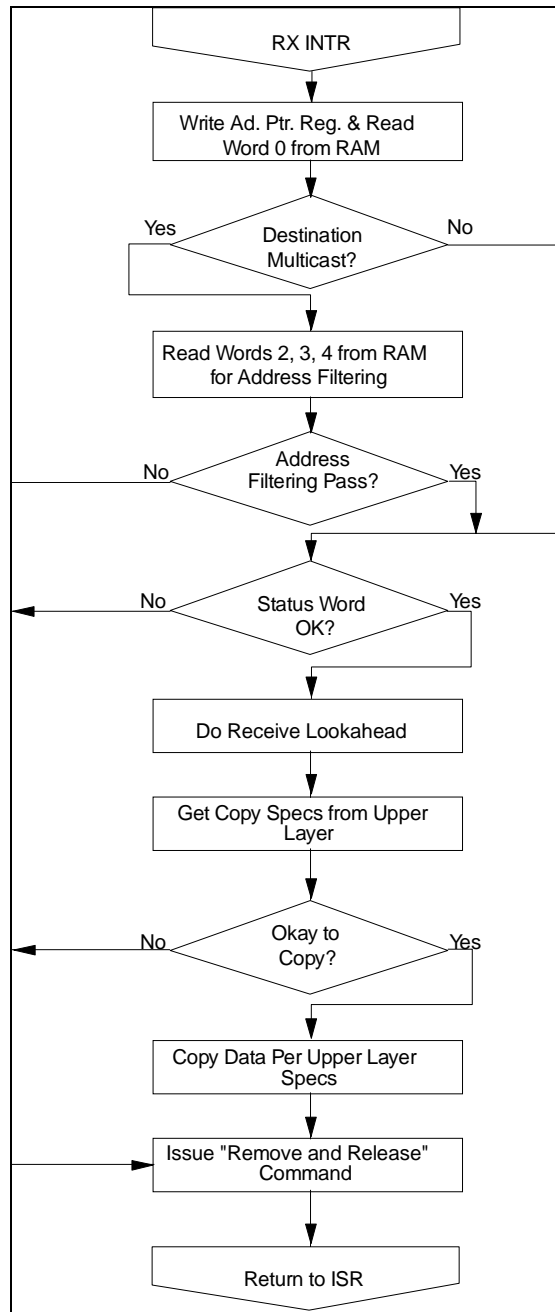 RX INTR
Write Ad. Ptr. Reg. & Read
Word 0 from RAM
Yes
No
Destination
Multicast?
Read Words 2, 3, 4 from RAM
for Address Filtering
No
Address
Filtering Pass?
Yes
No
Status Word
OK?
Yes
Do Receive Lookahead
Get Copy Specs from Upper
Layer
No
Okay to
Copy?
Yes
Copy Data Per Upper Layer
Specs
Issue "Remove and Release"
Command
Return to ISR